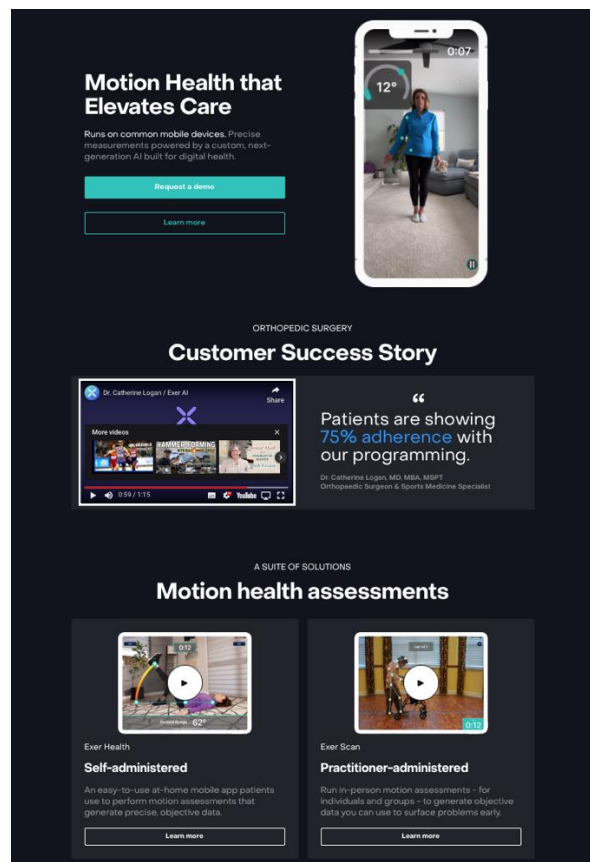 Motion Health that
Elevates Care
Runs on common mobile devices. Precise
measurements powered by a custom, next-
generation AI built for digital health.
Request a demo
Learn more
0:07
12°
ORTHOPEDIC SURGERY
Customer Success Story
Dr. Catherine Logan / Exer AI
Share
More videos
HAMMER FORMING
0:59 / 1:15
YouTube
“
Patients are showing
75% adherence with
our programming.
Dr. Catherine Logan, MD, MBA, MSPT
Orthopaedic Surgeon & Sports Medicine Specialist
A SUITE OF SOLUTIONS
Motion health assessments
0:12
62°
Exer Health
Self-administered
An easy-to-use at-home mobile app patients
use to perform motion assessments that
generate precise, objective data.
Learn more
0:12
Exer Scan
Practitioner-administered
Run in-person motion assessments - for
individuals and groups - to generate objective
data you can use to surface problems early.
Learn more